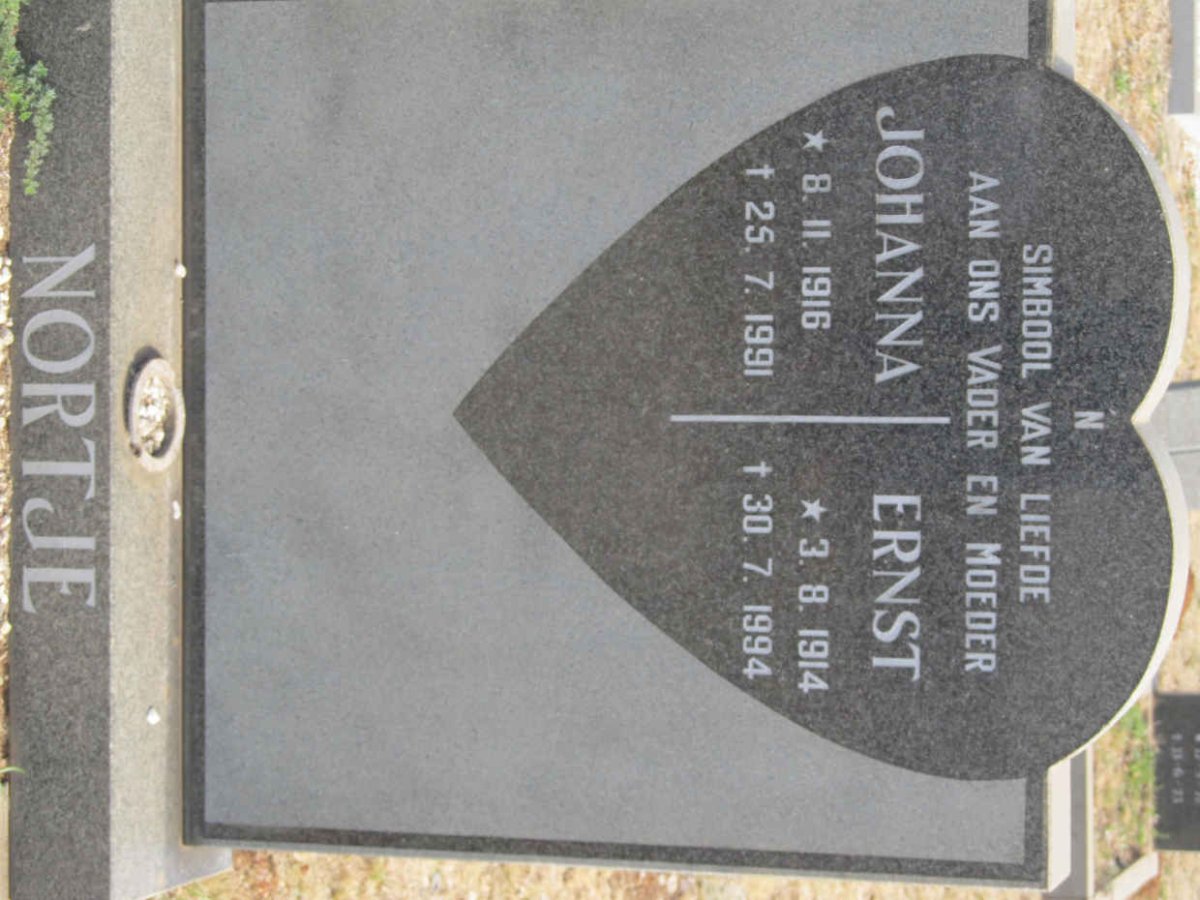 N
SIMBOOL VAN LIEFDE
AAN ONS VADER EN MOEDER
JOHANNA
★ 8. 11. 1916
† 25. 7. 1991
ERNST
★ 3. 8. 1914
† 30. 7. 1994
NORTJE